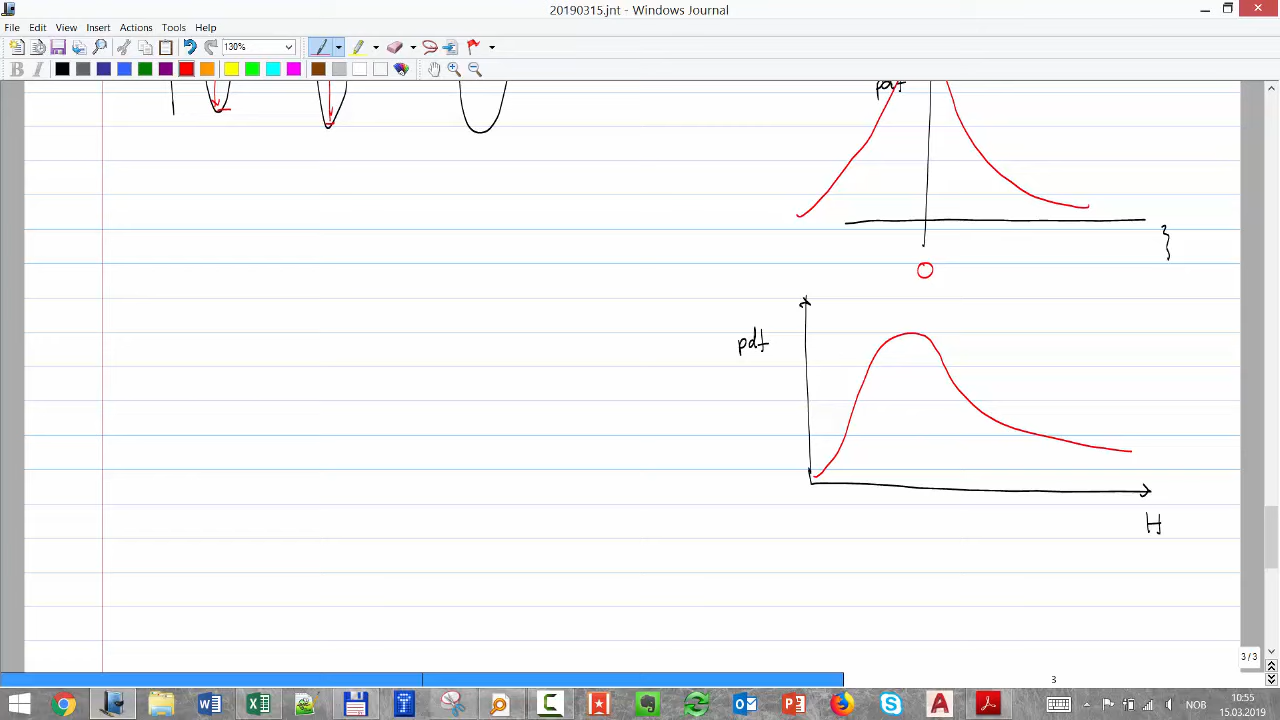 20190315.jnt - Windows Journal
File Edit View Insert Actions Tools Help
130%
B I
pdf
0
pdf
H
3 / 3
3
NOB
10:55
15.03.2019